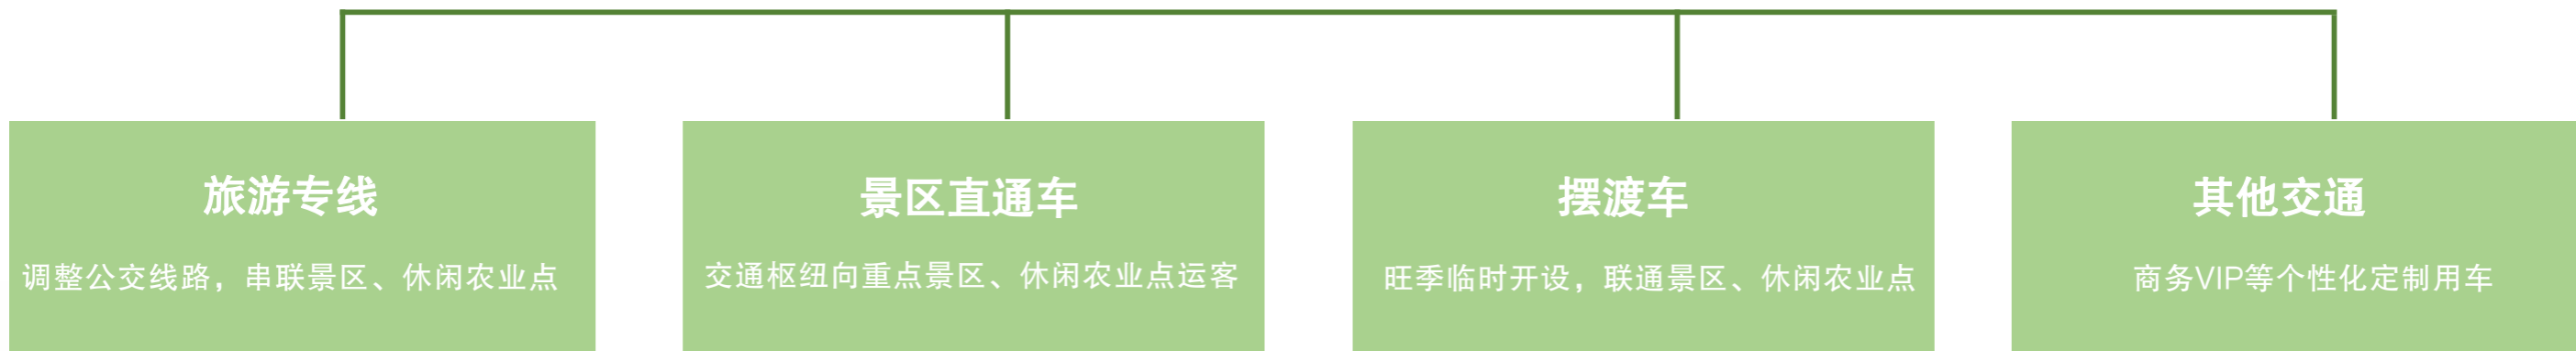 旅游专线
调整公交线路，串联景区、休闲农业点
景区直通车
交通枢纽向重点景区、休闲农业点运客
摆渡车
旺季临时开设，联通景区、休闲农业点
其他交通
商务VIP等个性化定制用车